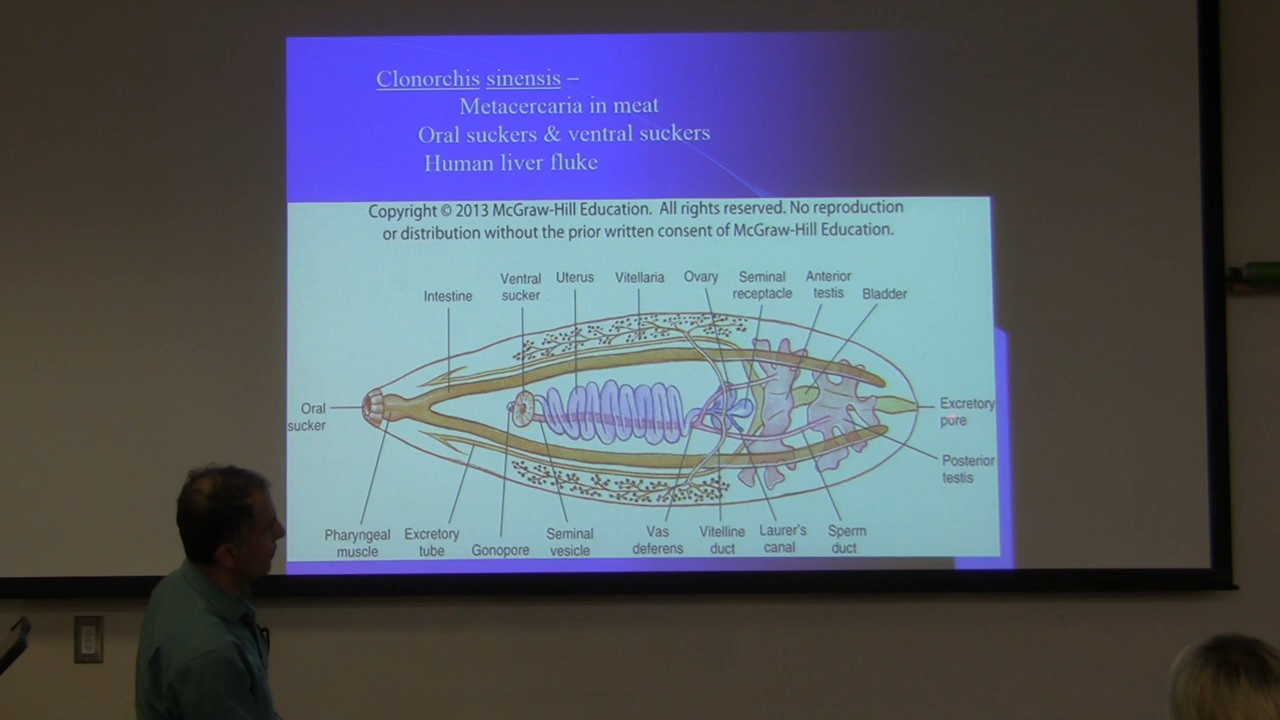 Clonorchis sinensis –
Metacercaria in meat
Oral suckers & ventral suckers
Human liver fluke
Copyright © 2013 McGraw-Hill Education. All rights reserved. No reproduction
or distribution without the prior written consent of McGraw-Hill Education.
Intestine
Ventral
sucker
Uterus
Vitellaria
Ovary
Seminal
receptacle
Anterior
testis
Bladder
Oral
sucker
Excretory
pore
Posterior
testis
Pharyngeal
muscle
Excretory
tube
Gonopore
Seminal
vesicle
Vas
deferens
Vitelline
duct
Laurer's
canal
Sperm
duct